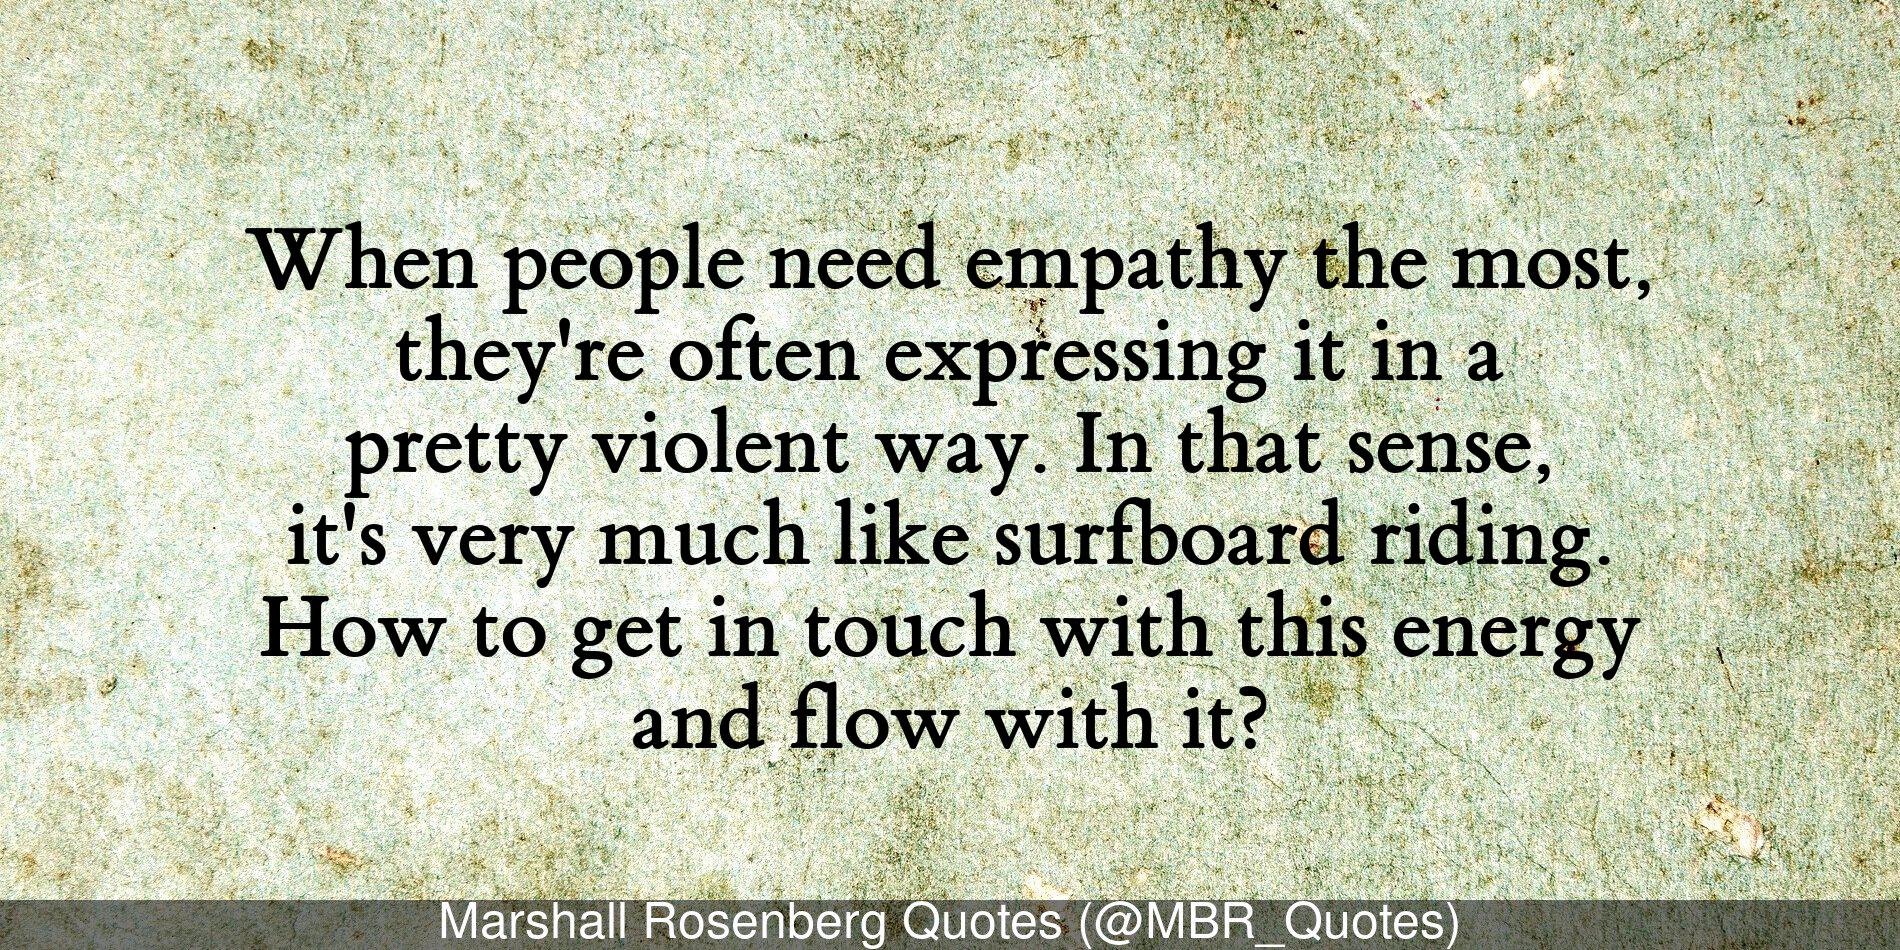 When people need empathy the most,
they're often expressing it in a
pretty violent way. In that sense,
it's very much like surfboard riding.
How to get in touch with this energy
and flow with it?
Marshall Rosenberg Quotes (@MBR_Quotes)